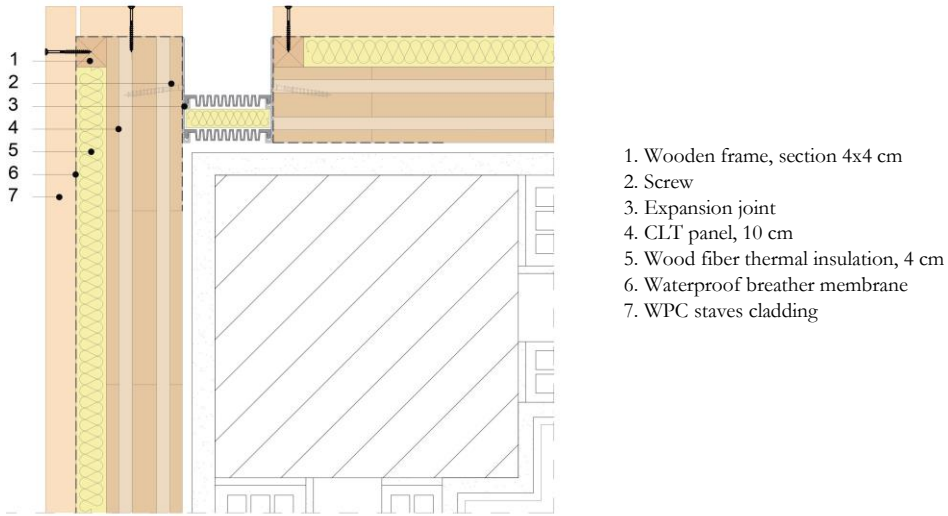 1
2
3
4
5
6
7
1. Wooden frame, section 4x4 cm
2. Screw
3. Expansion joint
4. CLT panel, 10 cm
5. Wood fiber thermal insulation, 4 cm
6. Waterproof breather membrane
7. WPC staves cladding